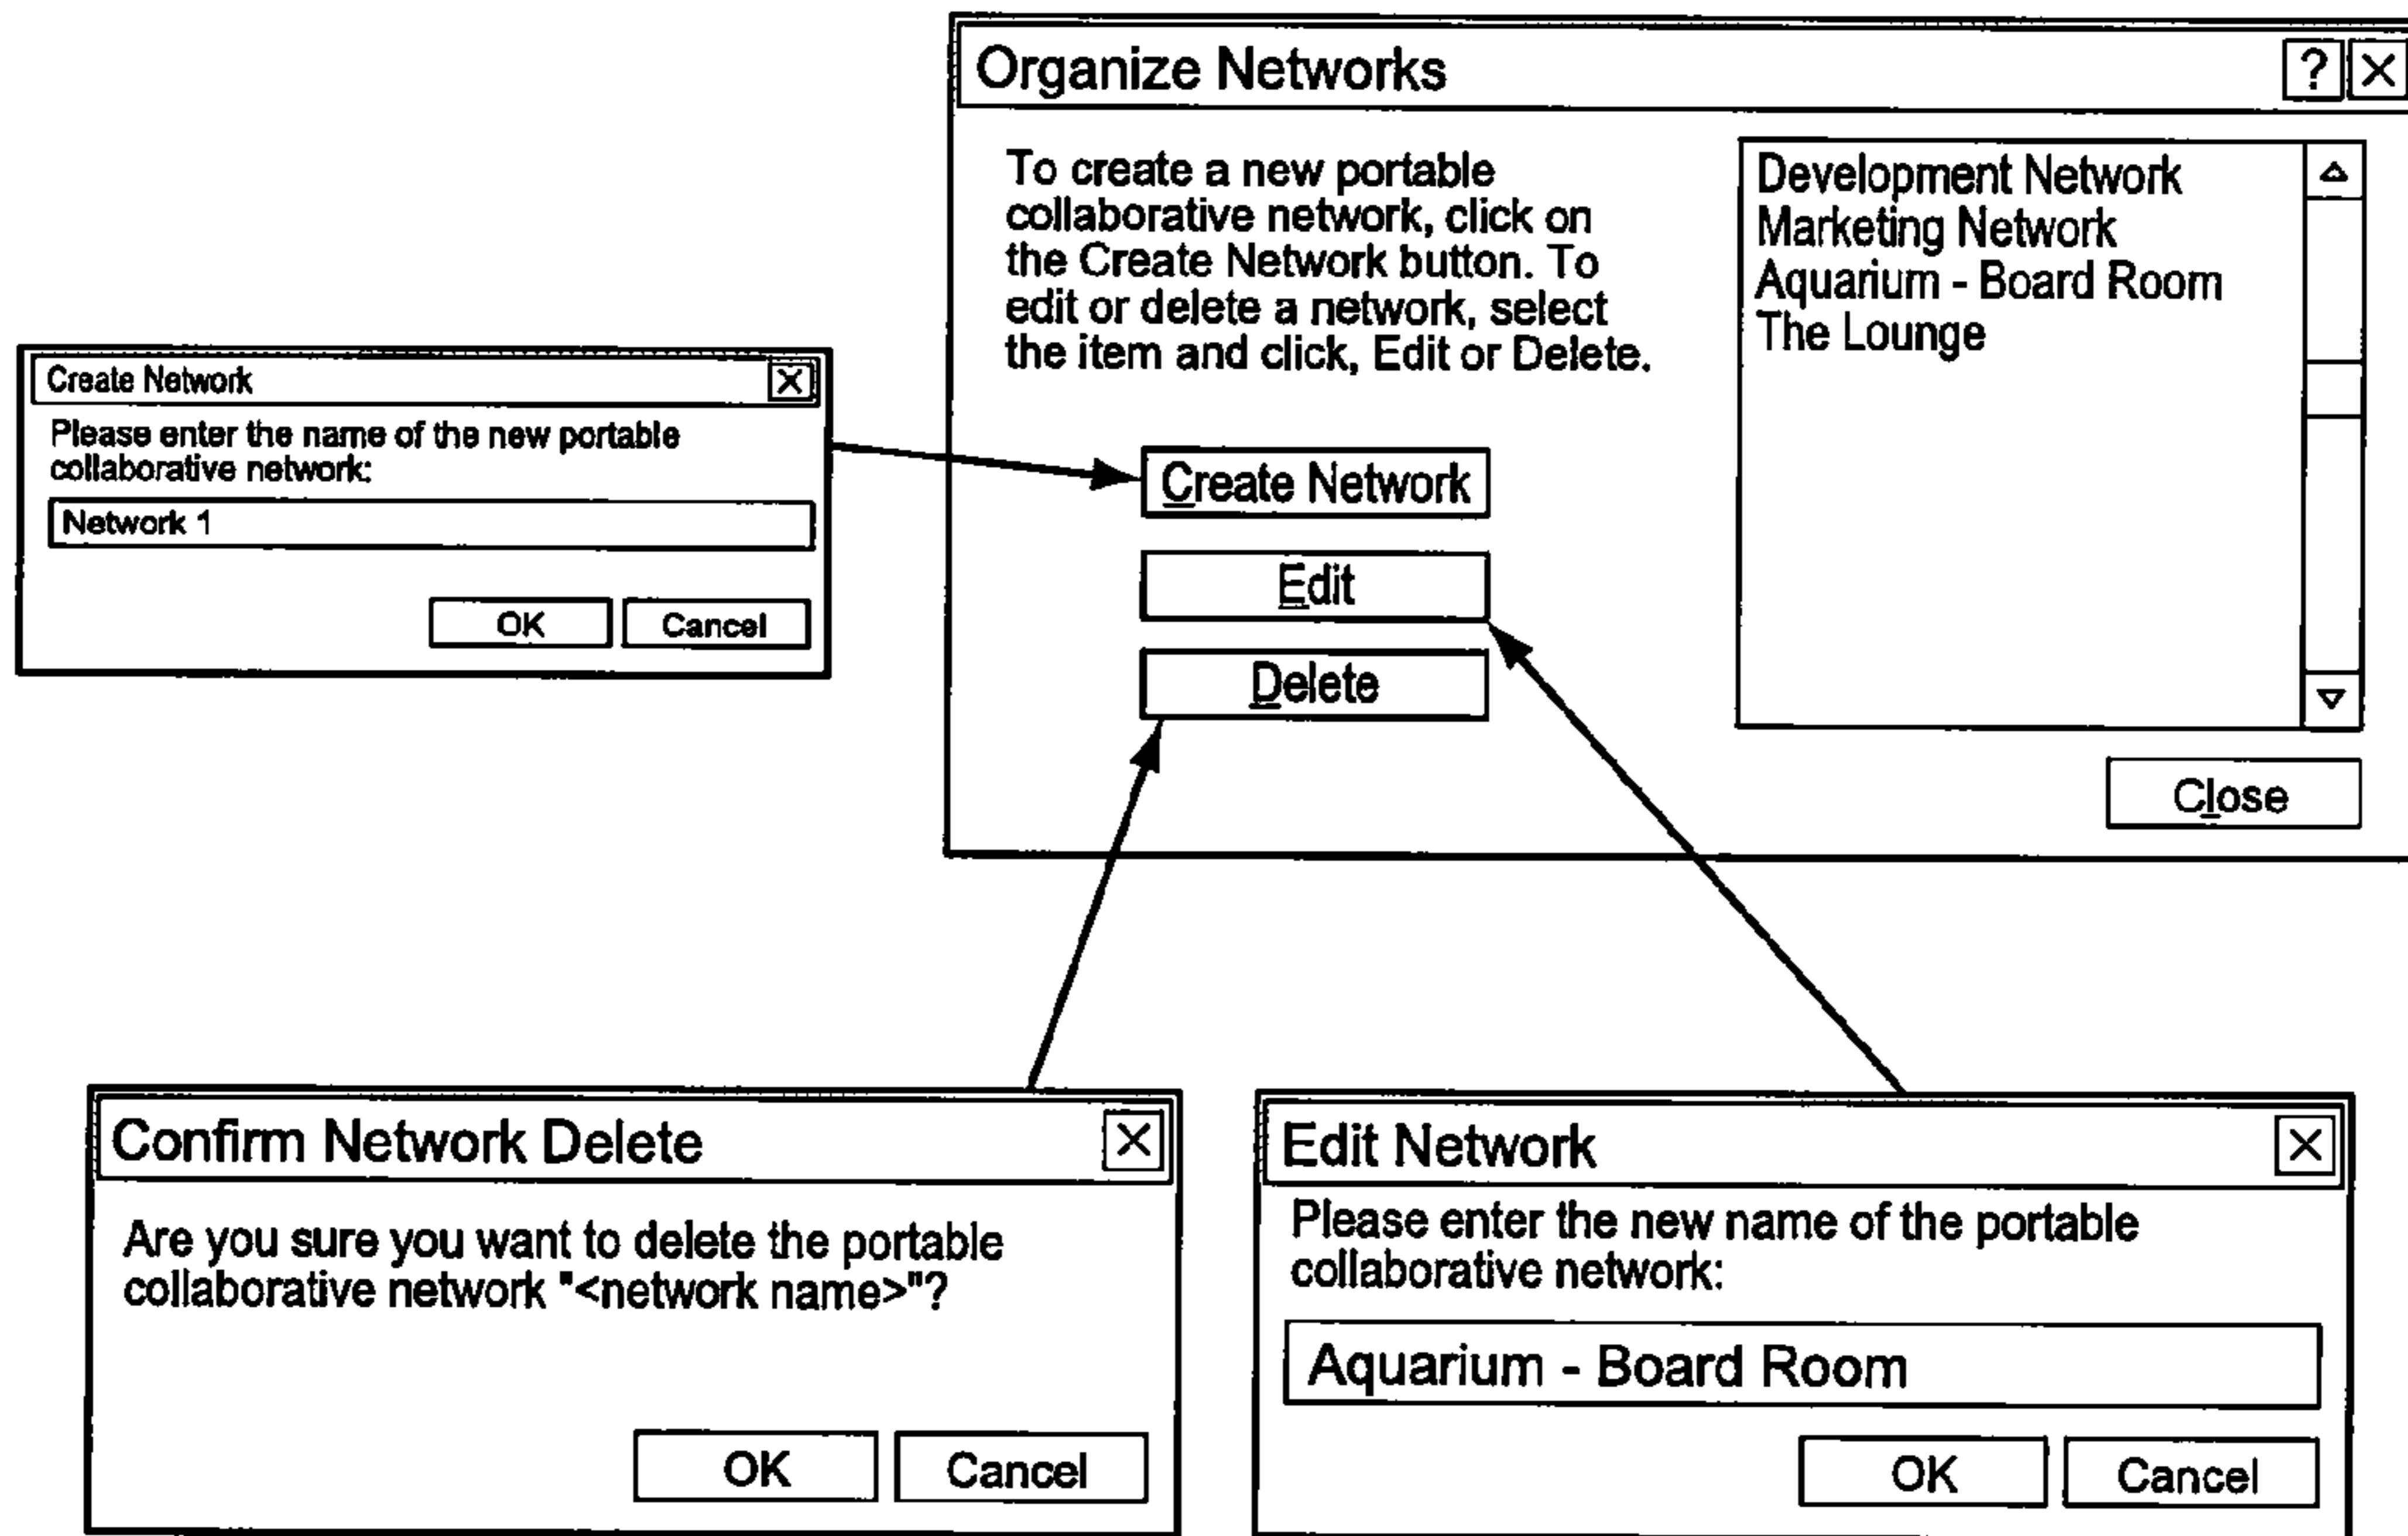 Organize Networks
?
To create a new portable
collaborative network, click on
the Create Network button. To
edit or delete a network, select
the item and click, Edit or Delete.
Development Network
Marketing Network
Aquarium - Board Room
The Lounge
Create Network
Edit
Delete
Close
Create Network
Please enter the name of the new portable
collaborative network:
Network 1
OK
Cancel
Confirm Network Delete
Are you sure you want to delete the portable
collaborative network "<network name>"?
OK
Cancel
Edit Network
Please enter the new name of the portable
collaborative network:
Aquarium - Board Room
OK
Cancel